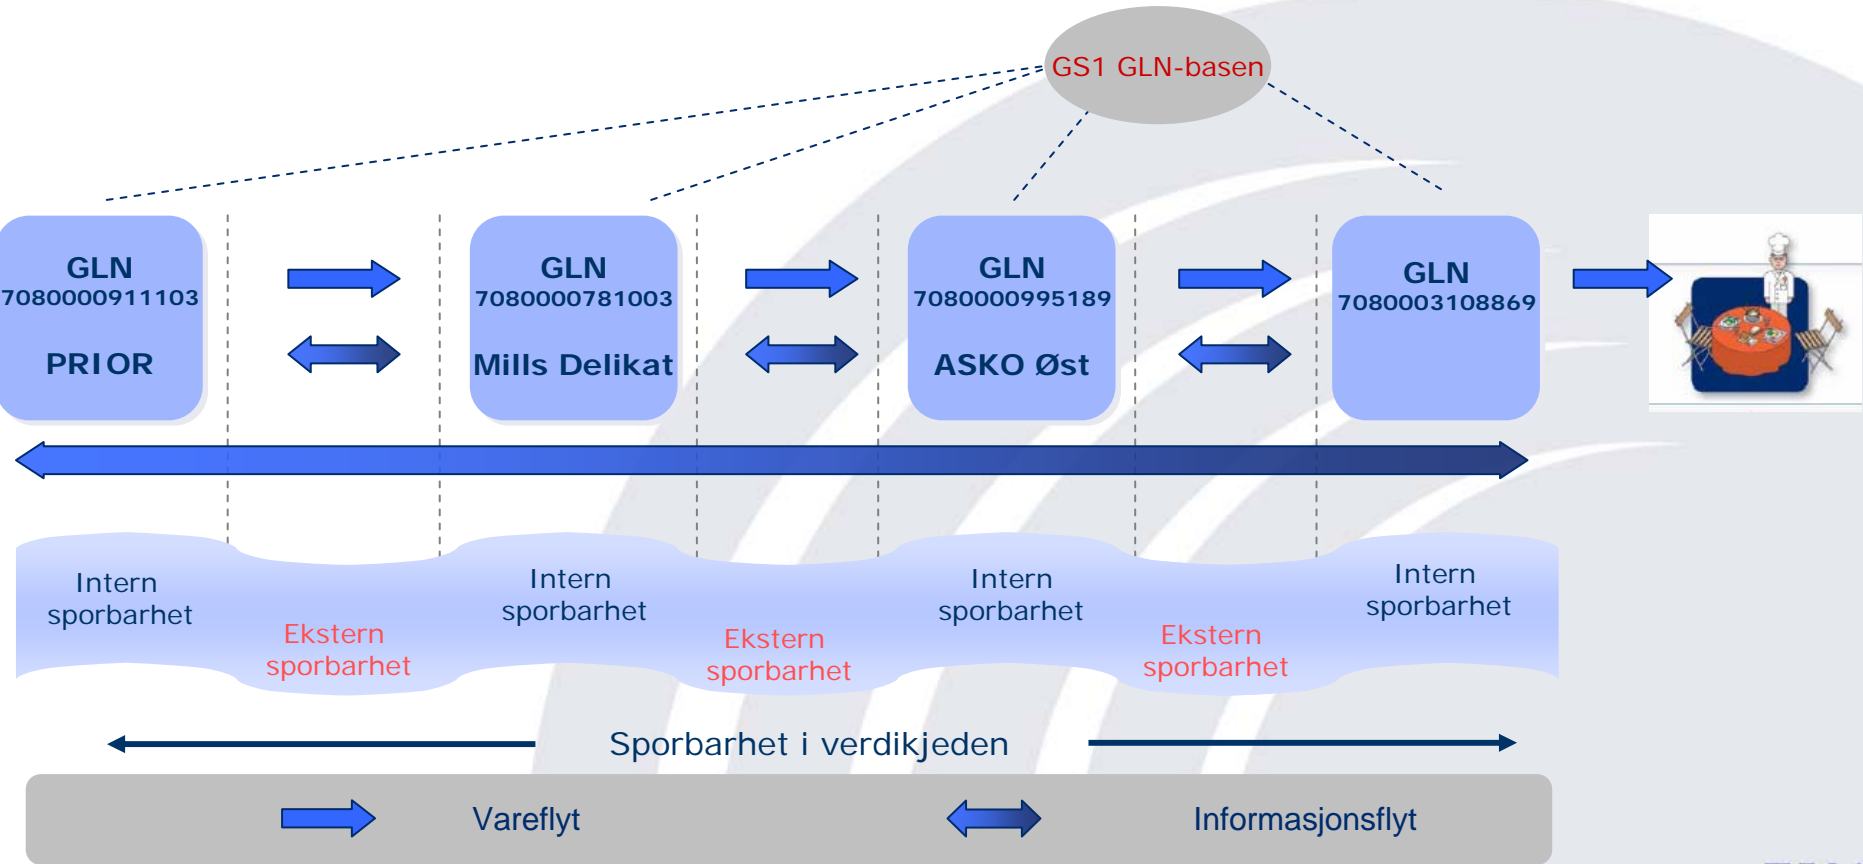 GS1 GLN-basen
GLN
7080000911103
PRIOR
GLN
7080000781003
Mills Delikat
GLN
7080000995189
ASKO Øst
GLN
7080003108869
Intern
sporbarhet
Ekstern
sporbarhet
Intern
sporbarhet
Ekstern
sporbarhet
Intern
sporbarhet
Ekstern
sporbarhet
Intern
sporbarhet
Sporbarhet i verdikjeden
Vareflyt
Informasjonsflyt